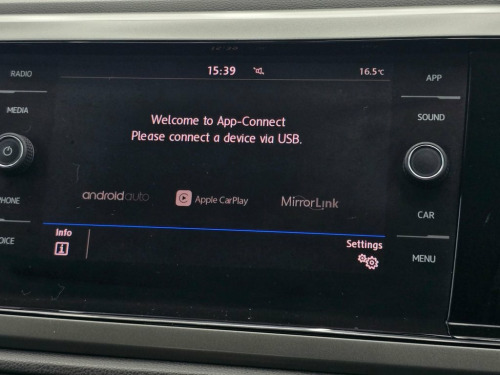 RADIO
15:39
16.5°C
APP
MEDIA
Welcome to App-Connect
Please connect a device via USB.
SOUND
androidauto
Apple CarPlay
MirrorLink
PHONE
CAR
VOICE
Info
Settings
MENU